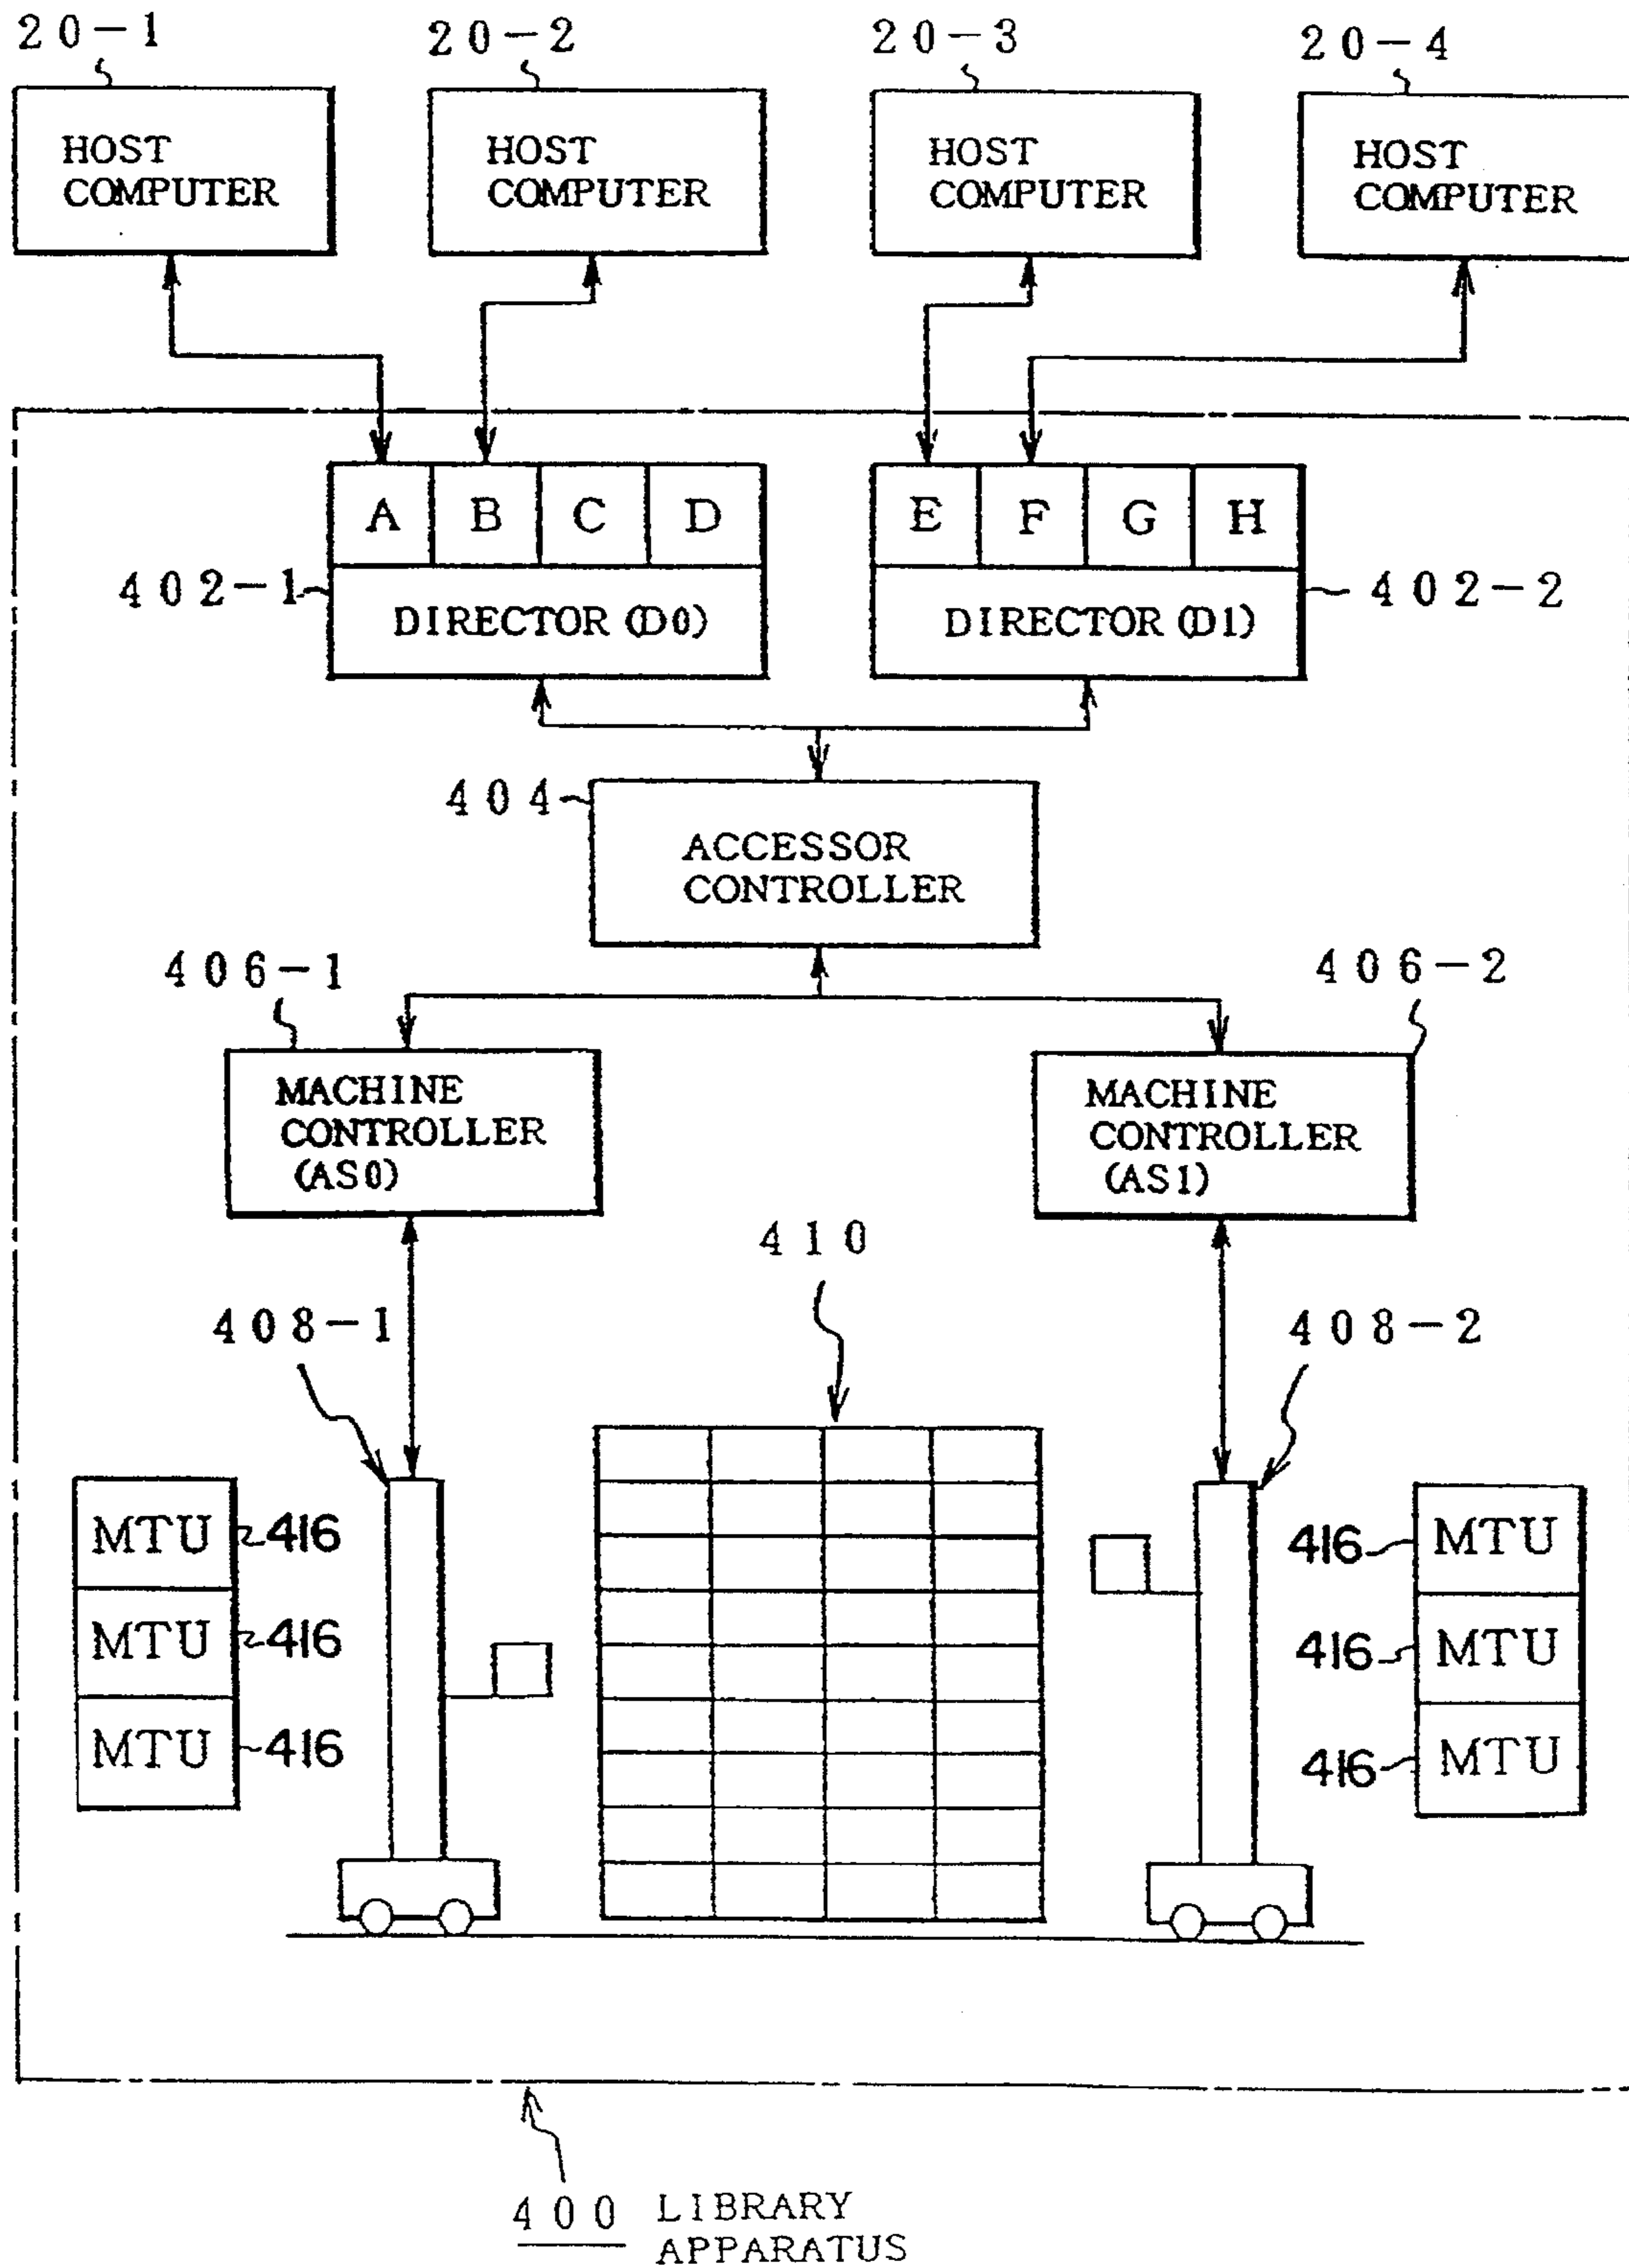 20-1
20-2
20-3
20-4
HOST
COMPUTER
HOST
COMPUTER
HOST
COMPUTER
HOST
COMPUTER
A B C D
E F G H
402-1
DIRECTOR (D0)
DIRECTOR (D1)
402-2
404
ACCESSOR
CONTROLLER
406-1
406-2
MACHINE
CONTROLLER
(AS0)
MACHINE
CONTROLLER
(AS1)
410
408-1
408-2
MTU 416
MTU 416
MTU 416
416 MTU
416 MTU
416 MTU
400 LIBRARY
APPARATUS